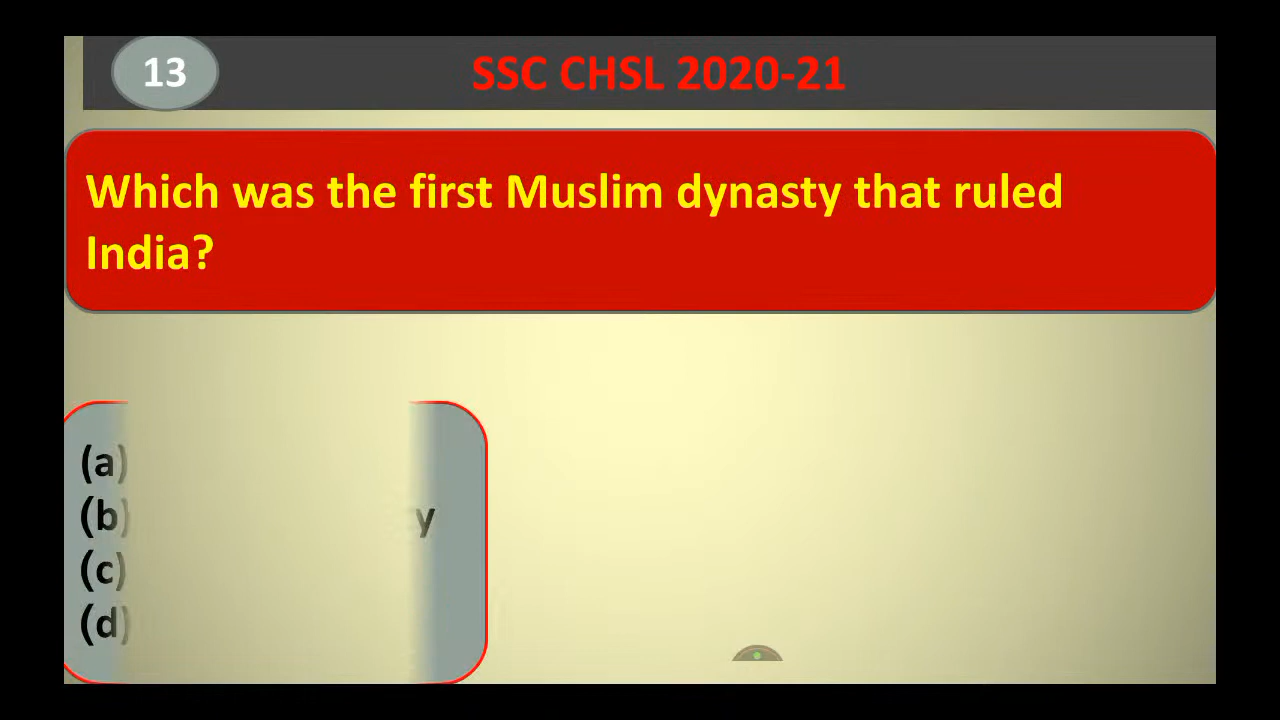 13
SSC CHSL 2020-21
Which was the first Muslim dynasty that ruled
India?
(a)
(b) y
(c)
(d)